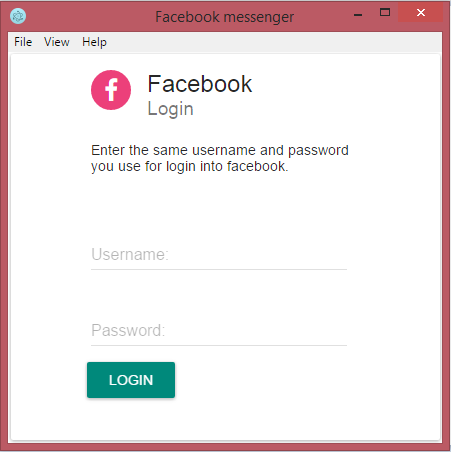 Facebook messenger
File View Help
Facebook
Login
Enter the same username and password
you use for login into facebook.
Username:
Password:
LOGIN